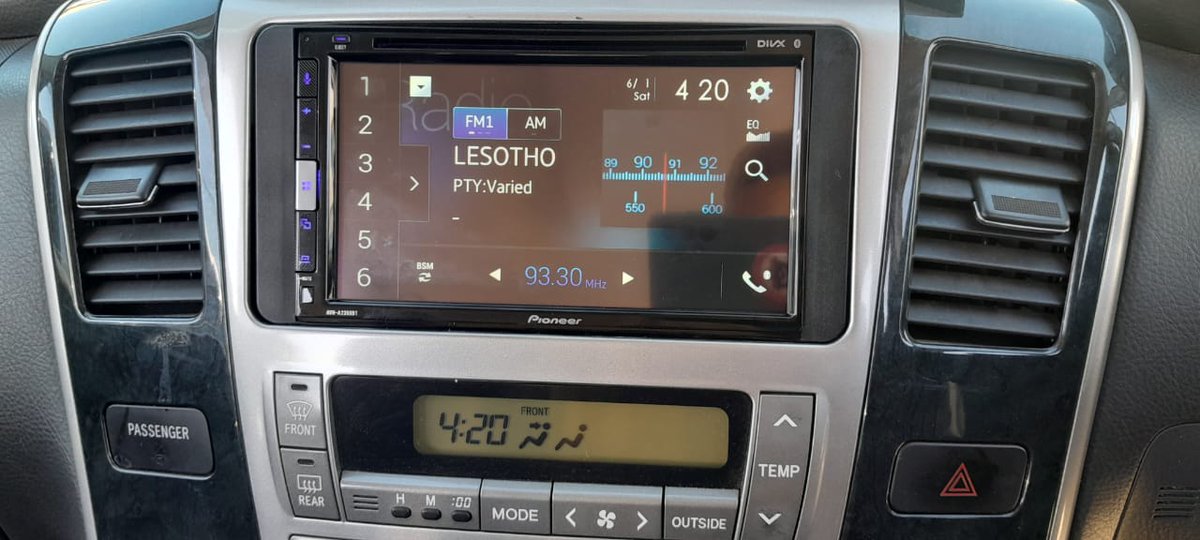 EJECT
DIVX
1
2
3
4
5
6
Radio
6/ 1
Sat
4 20
FM1 AM
EQ
LESOTHO
PTY:Varied
89 90 91 92
550 600
BSM
93.30 MHz
Pioneer
PASSENGER
FRONT
REAR
FRONT
4:20
H M :00
MODE
OUTSIDE
TEMP